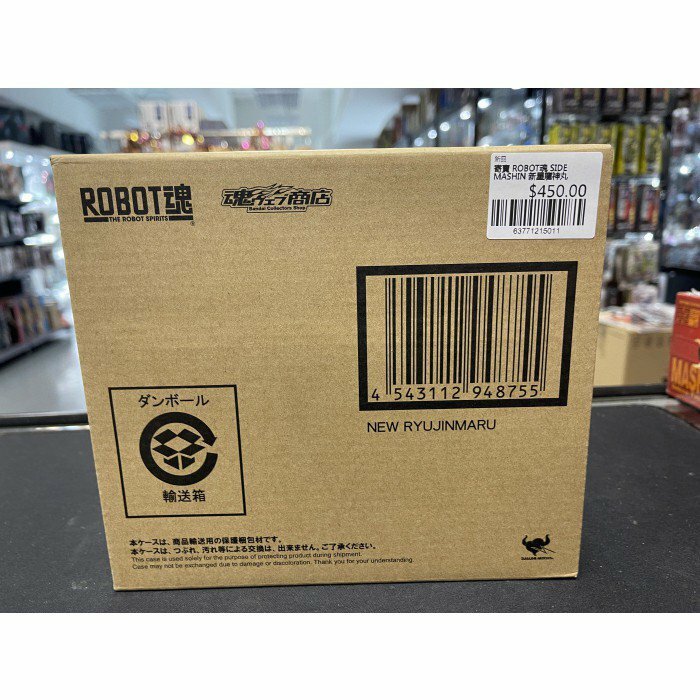 ROBOT魂
THE ROBOT SPIRITS
魂ウェブ商店
Bandai Collectors Shop
寄賣 ROBOT魂 SIDE
MASHIN 新星龍神丸
$450.00
63771215011
4 543112 948755
NEW RYUJINMARU
ダンボール
輸送箱
本ケースは、商品輸送用の保護梱包材です。
本ケースは、つぶれ、汚れ等による交換は、出来ません。ご了承ください。
This case is used solely for the purpose of protecting product during shipment.
Case may not be exchanged due to damage or discoloration. Thank you for your understanding.
TAMASHII NATIONS